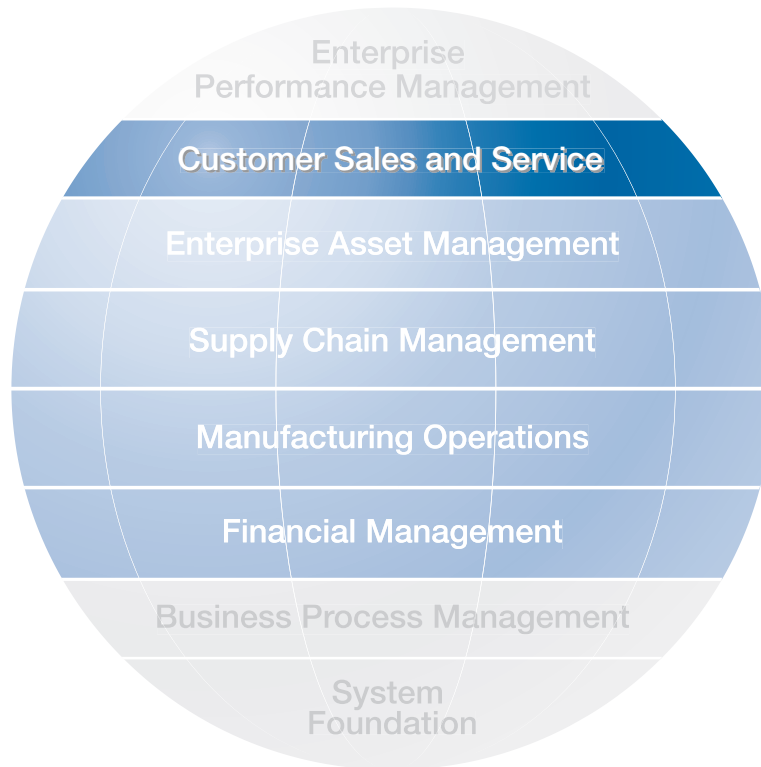 Enterprise
Performance Management
Customer Sales and Service
Enterprise Asset Management
Supply Chain Management
Manufacturing Operations
Financial Management
Business Process Management
System
Foundation